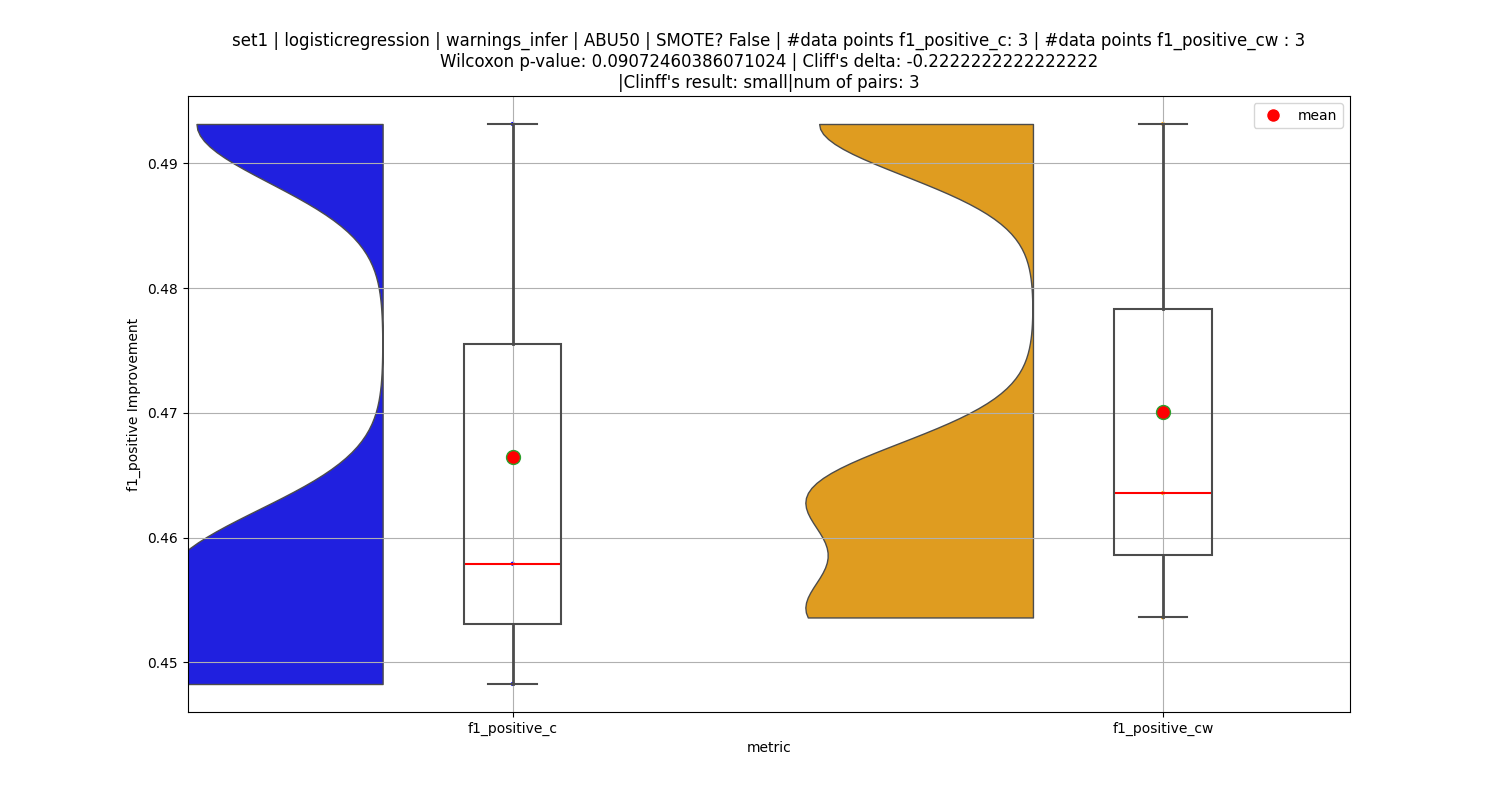 set1 | logisticregression | warnings_infer | ABU50 | SMOTE? False | #data points f1_positive_c: 3 | #data points f1_positive_cw : 3
Wilcoxon p-value: 0.09072460386071024 | Cliff's delta: -0.2222222222222222
|Clinff's result: small|num of pairs: 3
mean
0.49
0.48
0.47
0.46
0.45
f1_positive Improvement
f1_positive_c
f1_positive_cw
metric